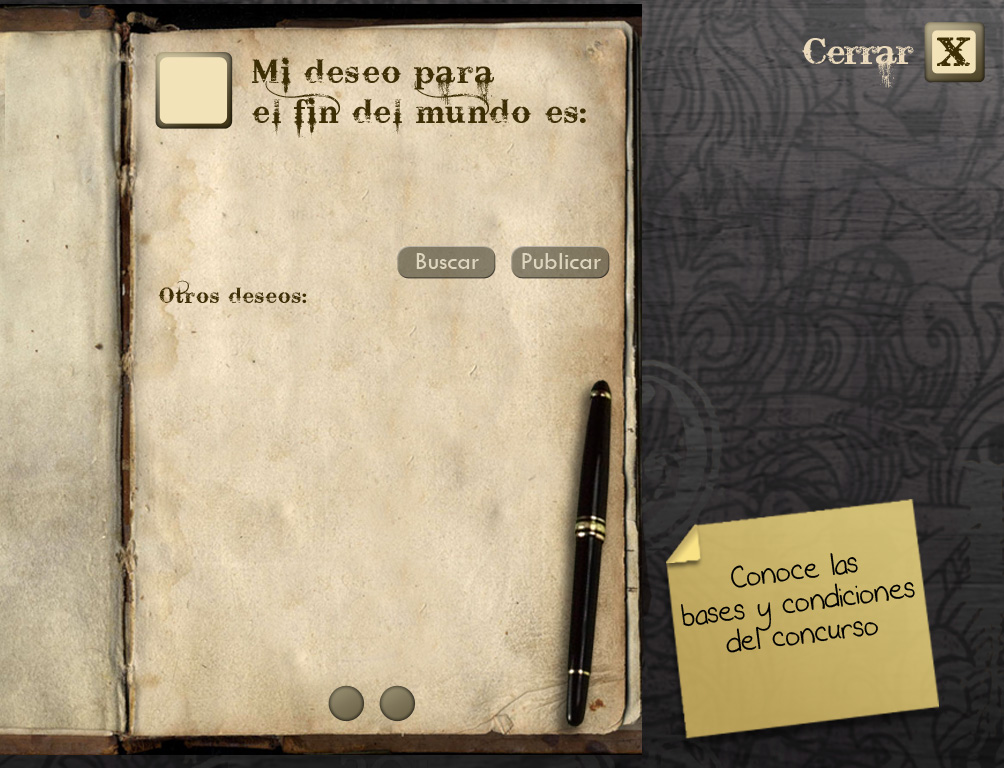 Mi deseo para
el fin del mundo es:
Cerrar X
Buscar Publicar
Otros deseos:
Conoce las
bases y condiciones
del concurso